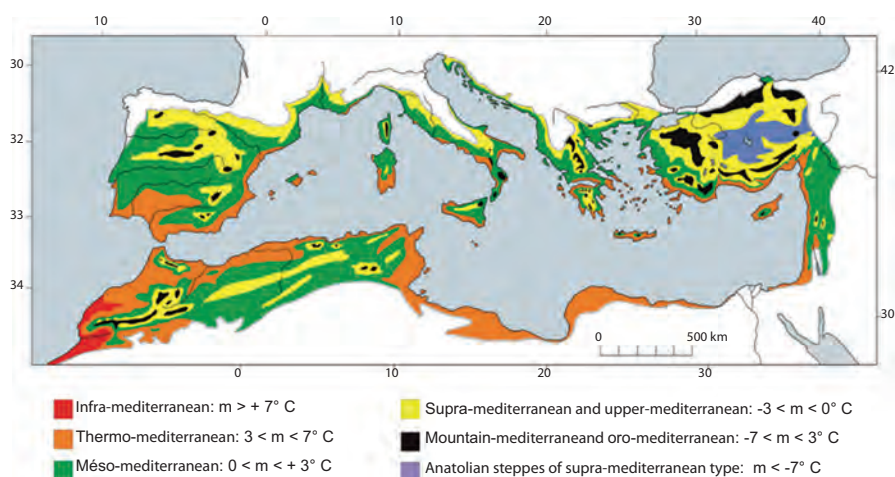 10 0 10 20 30 40
30
42
32
33
34
30
0 500 km
0 10 20 30
Infra-mediterranean: m > + 7° C
Thermo-mediterranean: 3 < m < 7° C
Méso-mediterranean: 0 < m < + 3° C
Supra-mediterranean and upper-mediterranean: -3 < m < 0° C
Mountain-mediterraneand oro-mediterranean: -7 < m < 3° C
Anatolian steppes of supra-mediterranean type: m < -7° C